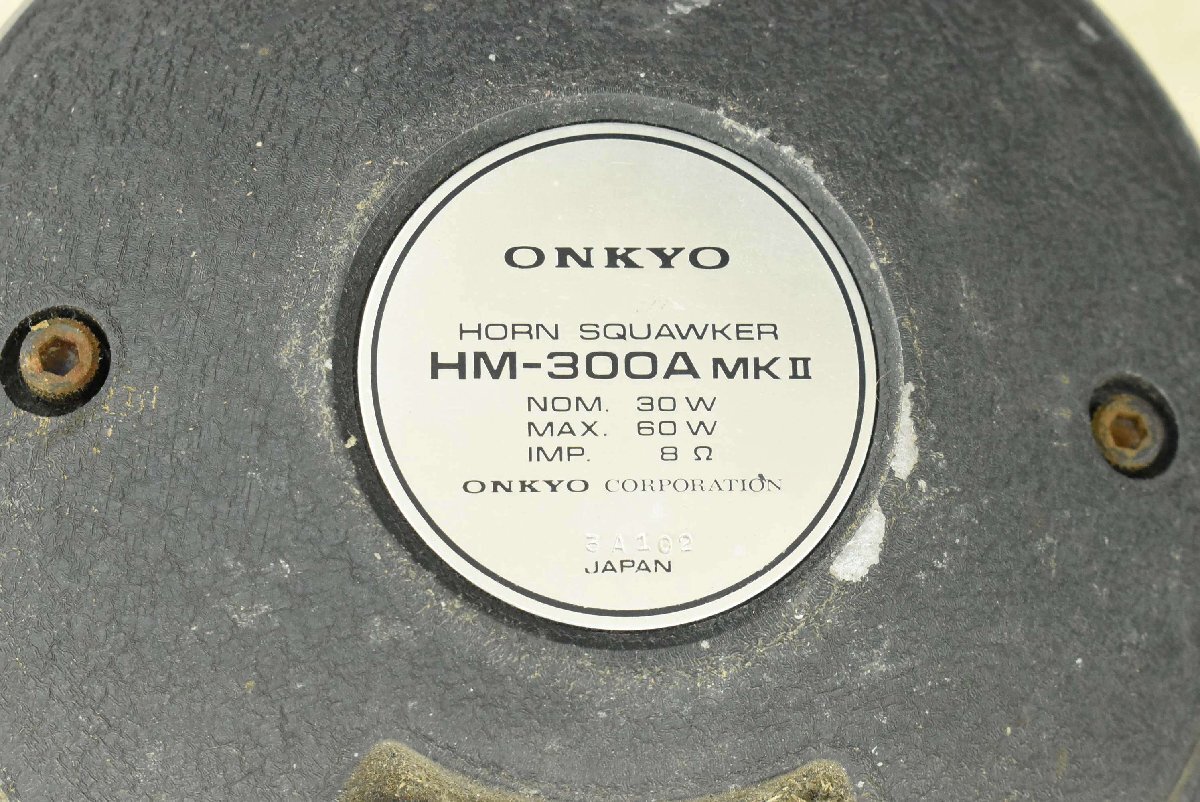 ONKYO
HORN SQUAWKER
HM-300A MK II
NOM. 30 W
MAX. 60 W
IMP. 8 Ω
ONKYO CORPORATION
JAPAN